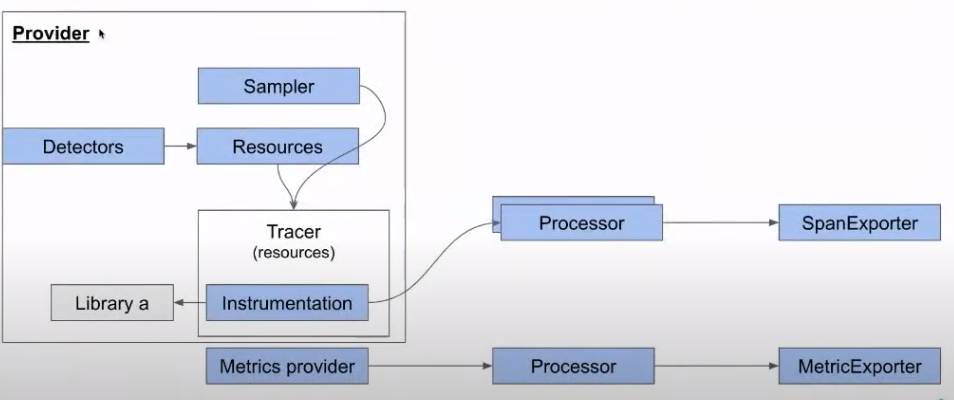 Provider
Sampler
Detectors
Resources
Tracer
(resources)
Processor
SpanExporter
Library a
Instrumentation
Metrics provider
Processor
MetricExporter